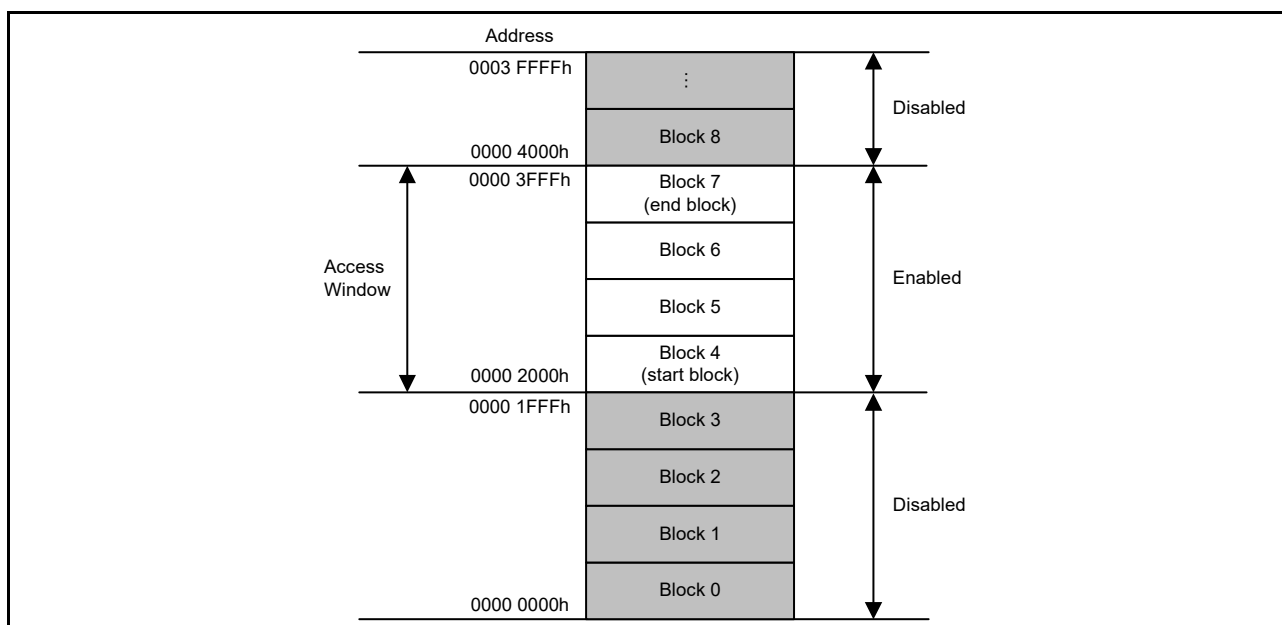 Address
0003 FFFFh
⋮
Disabled
Block 8
0000 4000h
0000 3FFFh
Block 7
(end block)
Block 6
Access
Window
Enabled
Block 5
Block 4
(start block)
0000 2000h
0000 1FFFh
Block 3
Block 2
Disabled
Block 1
Block 0
0000 0000h